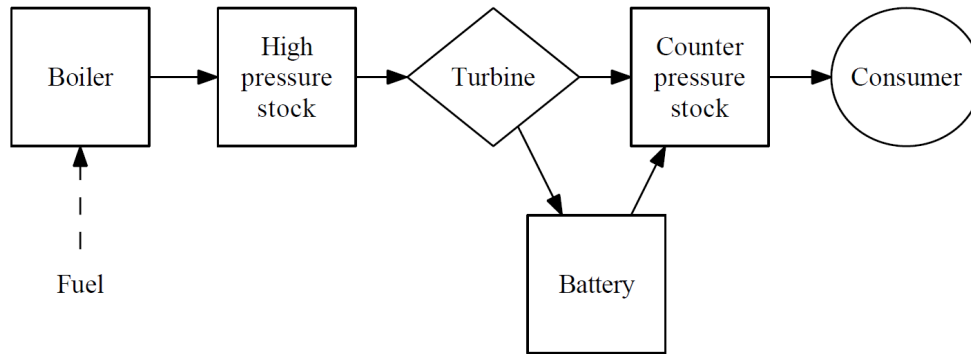 Boiler
High
pressure
stock
Turbine
Counter
pressure
stock
Consumer
Fuel
Battery